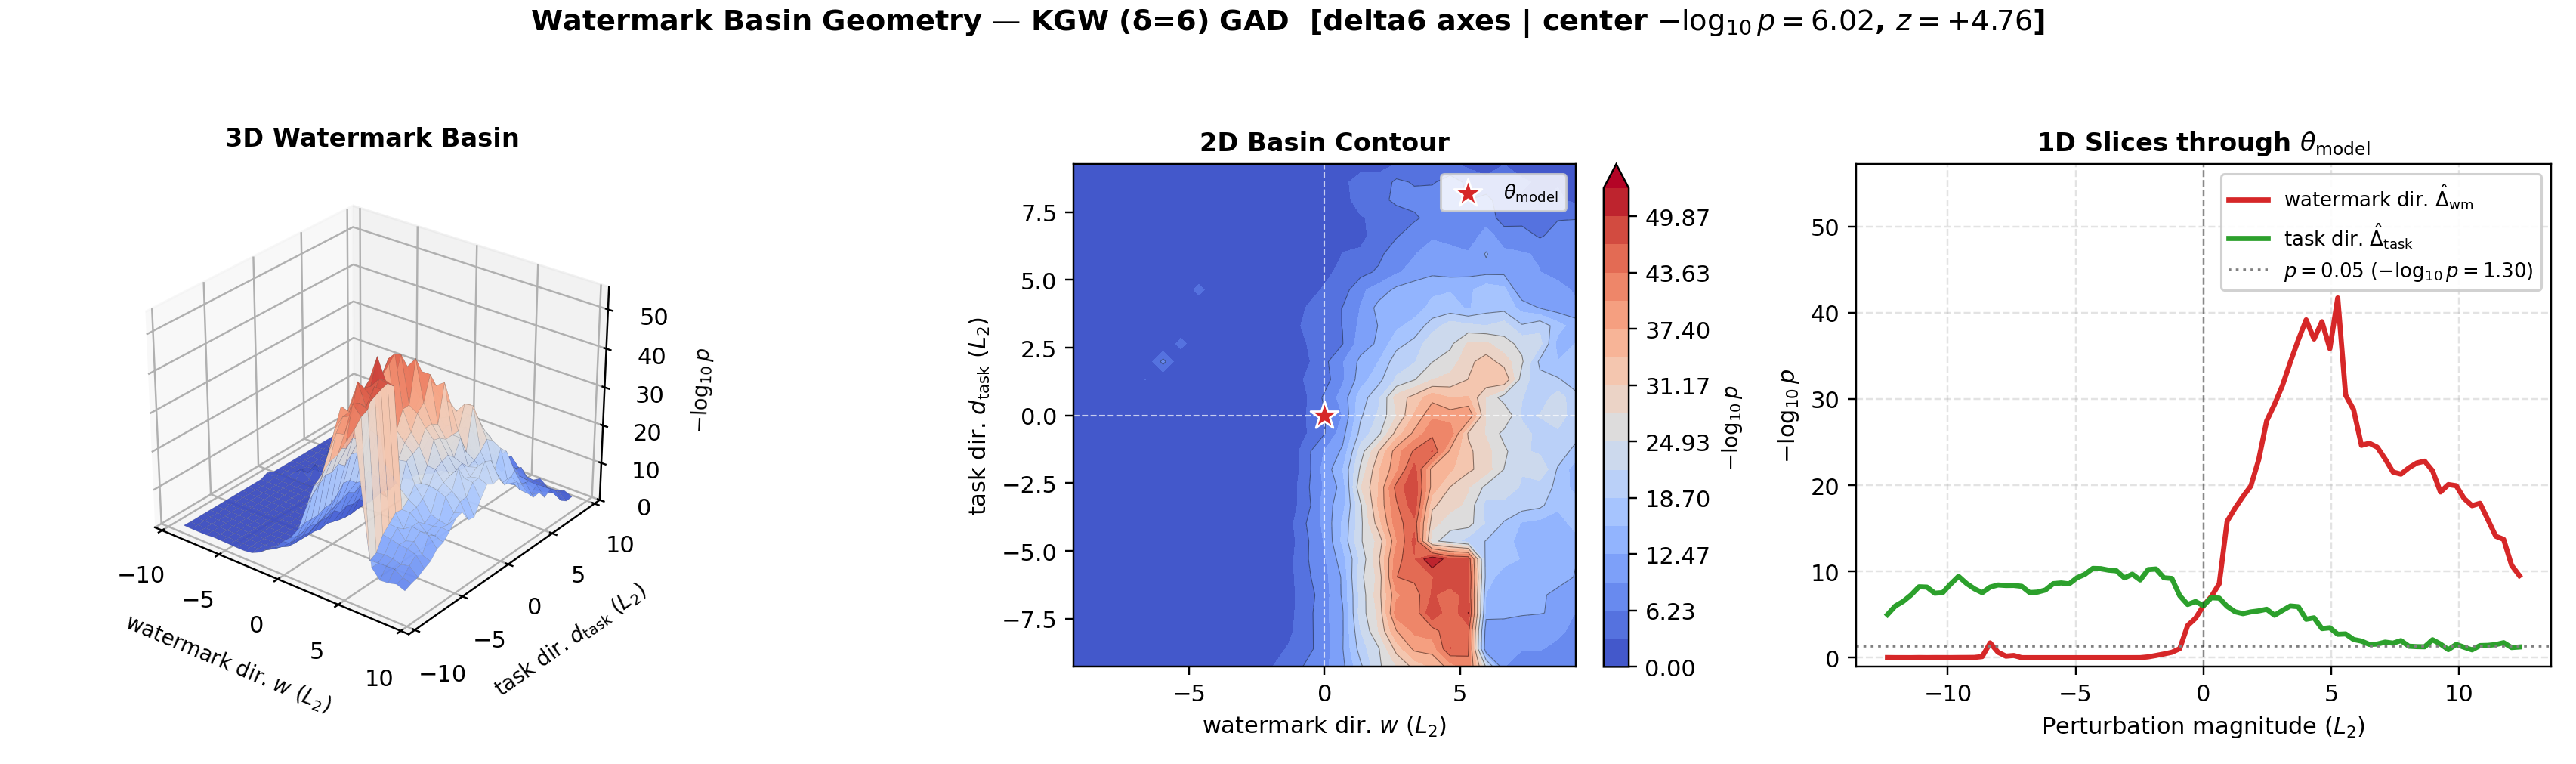 Watermark Basin Geometry — KGW (δ=6) GAD [delta6 axes | center −log₁₀ p = 6.02, z = +4.76]
3D Watermark Basin
50
40
30
20
10
0
−log₁₀ p
−10
−5
0
5
10
watermark dir. w (L₂)
−10
−5
0
5
10
task dir. d_task (L₂)
2D Basin Contour
θ_model
7.5
5.0
2.5
0.0
−2.5
−5.0
−7.5
task dir. d_task (L₂)
−5
0
5
watermark dir. w (L₂)
49.87
43.63
37.40
31.17
24.93
18.70
12.47
6.23
0.00
−log₁₀ p
1D Slices through θ_model
watermark dir. Δ̂_wm
task dir. Δ̂_task
p = 0.05 (−log₁₀ p = 1.30)
50
40
30
20
10
0
−log₁₀ p
−10
−5
0
5
10
Perturbation magnitude (L₂)